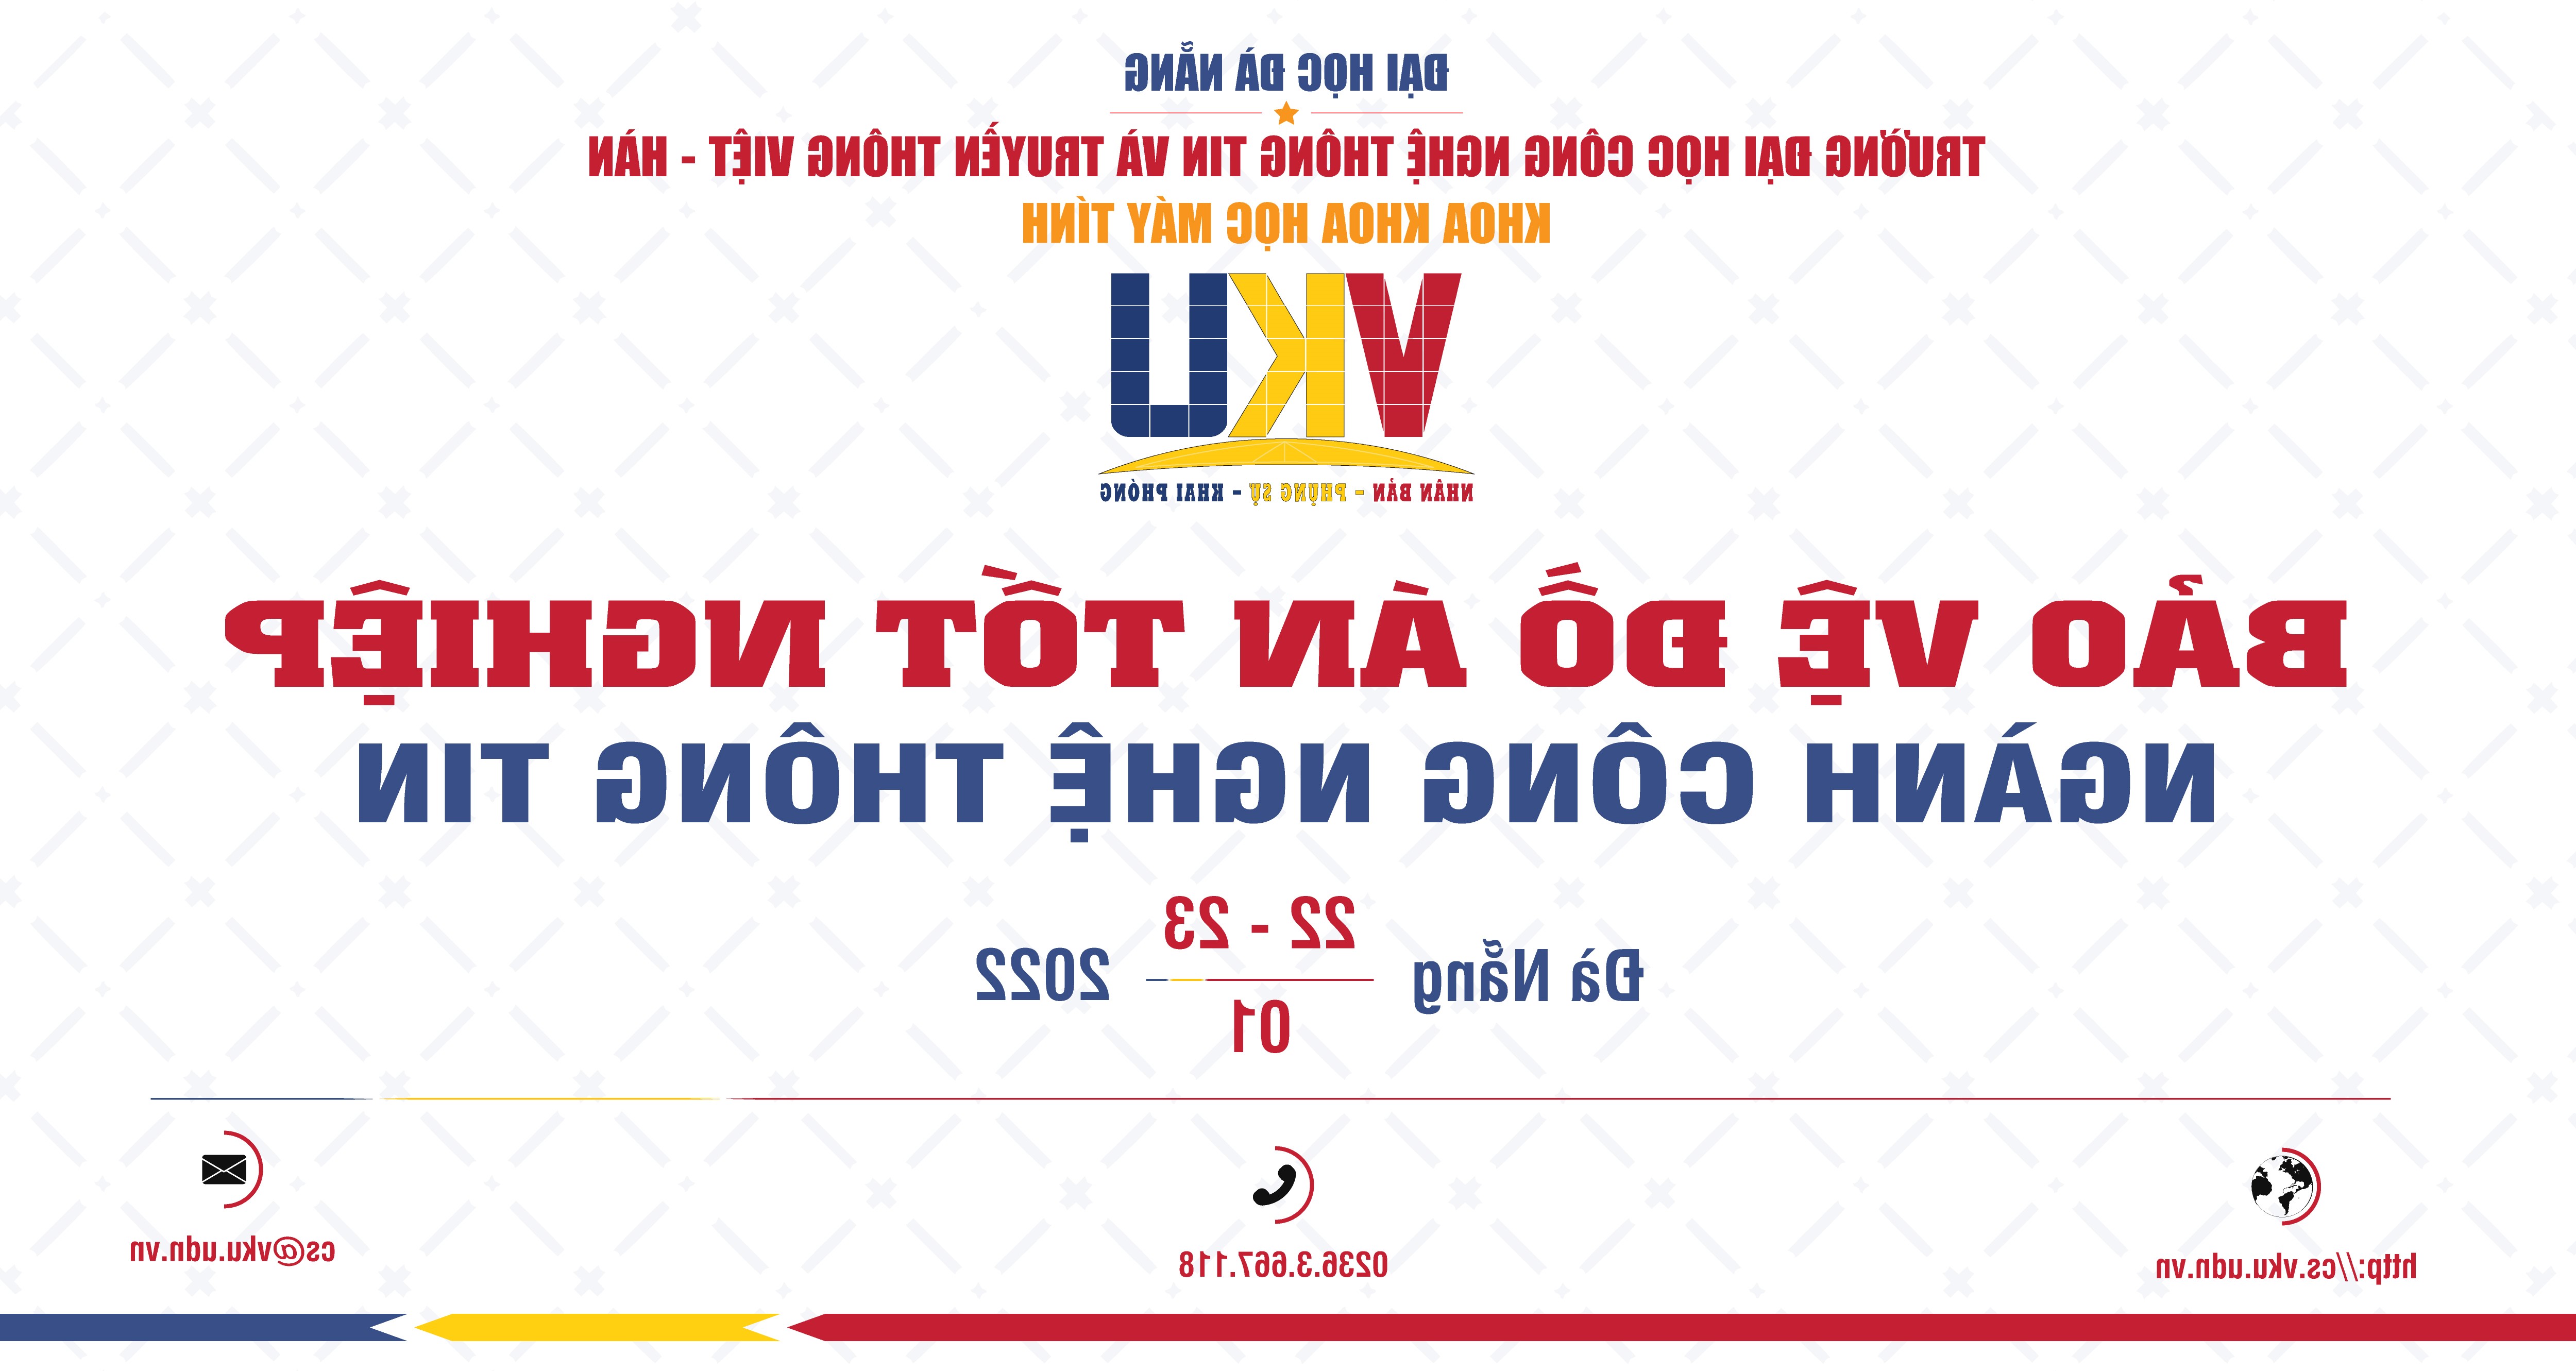 ĐẠI HỌC ĐÀ NẴNG
TRƯỜNG ĐẠI HỌC CÔNG NGHỆ THÔNG TIN VÀ TRUYỀN THÔNG VIỆT - HÀN
KHOA KHOA HỌC MÁY TÍNH
VKU
NHÂN BẢN - PHỤNG SỰ - KHAI PHÓNG
BẢO VỆ ĐỒ ÁN TỐT NGHIỆP
NGÀNH CÔNG NGHỆ THÔNG TIN
Đà Nẵng 22 - 23 2022
01
http://cs.vku.udn.vn
0236.3.667.118
cs@vku.udn.vn